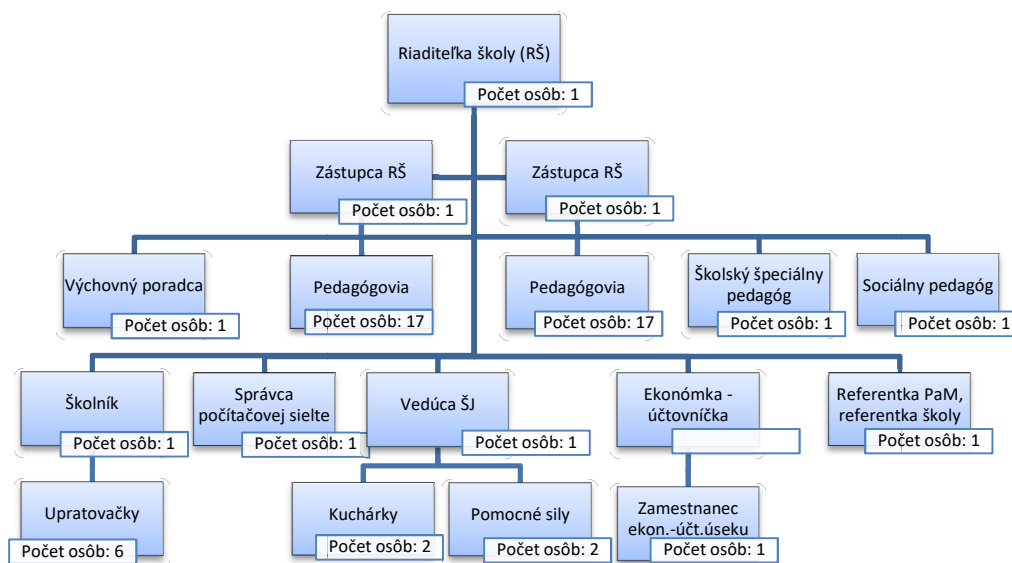 Riaditeľka školy (RŠ)
Počet osôb: 1
Zástupca RŠ
Počet osôb: 1
Zástupca RŠ
Počet osôb: 1
Výchovný poradca
Počet osôb: 1
Pedagógovia
Počet osôb: 17
Pedagógovia
Počet osôb: 17
Školský špeciálny
pedagóg
Počet osôb: 1
Sociálny pedagóg
Počet osôb: 1
Školník
Počet osôb: 1
Správca
počítačovej sielte
Počet osôb: 1
Vedúca ŠJ
Počet osôb: 1
Ekonómka -
účtovníčka
Referentka PaM,
referentka školy
Počet osôb: 1
Upratovačky
Počet osôb: 6
Kuchárky
Počet osôb: 2
Pomocné sily
Počet osôb: 2
Zamestnanec
ekon.-účt.úseku
Počet osôb: 1